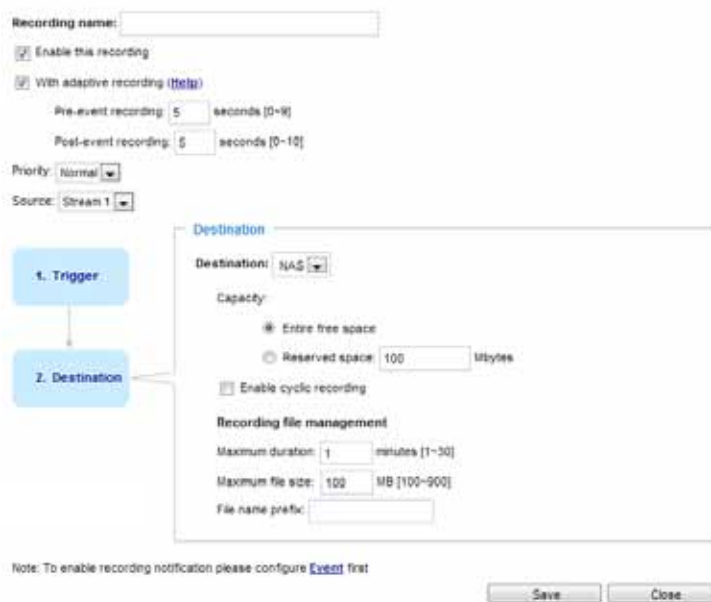 Recording name:
Enable this recording
With adaptive recording (Help)
Pre-event recording: 5 seconds [0~9]
Post-event recording: 5 seconds [0~10]
Priority: Normal
Source: Stream 1
1. Trigger
2. Destination
Destination
Destination: NAS
Capacity:
Entire free space
Reserved space: 100 Mbytes
Enable cyclic recording
Recording file management
Maximum duration: 1 minutes [1~30]
Maximum file size: 100 MB [100~900]
File name prefix:
Note: To enable recording notification please configure Event first
Save Close